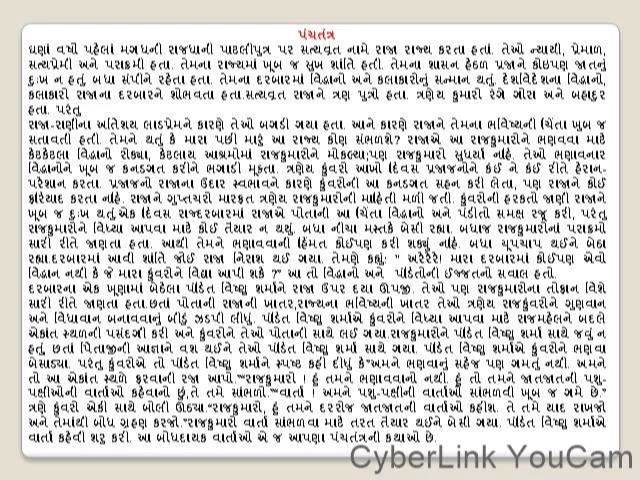 પંચતંત્ર
ઘણાં વર્ષો પહેલાં મગધની રાજધાની પાટલીપુત્ર પર સત્યવ્રત નામે રાજા રાજ્ય કરતા હતાં. તેઓ ન્યાયી, પ્રેમાળ,
સત્યપ્રેમી અને પરાક્રમી હતા. તેમના રાજ્યમાં ખૂબ જ સુખ શાંતિ હતી. તેમના શાસન હેઠળ પ્રજાને કોઇપણ જાતનું
દુ:ખ ન હતું, બધા સંપીને રહેતા હતા. તેમના દરબારમાં વિદ્વાનો અને કલાકારોનું સન્માન થતું. દેશવિદેશના વિદ્વાનો,
કલાકારો રાજાના દરબારને શોભવતા હતા.સત્યવ્રત રાજાને ત્રણ પુત્રો હતા. ત્રણેય કુમારો રંગે ગોરા અને બહાદુર
હતા. પરંતુ
રાજા-રાણીના અતિશય લાડપ્રેમને કારણે તેઓ બગડી ગયા હતા. આને કારણે રાજાને તેમના ભવિષ્યની ચિંતા ખુબ જ
સતાવતી હતી. તેમને થતું કે મારા પછી મારું આ રાજ્ય કોણ સંભળશે? રાજાએ આ રાજકુમારોને ભણવવા માટે
કેટકેટલા વિદ્વાનો રોક્યા, કેટલાય આશ્રમોમાં રાજકુમારોને મોકલ્યા;પણ રાજકુમારો સુધર્યા નહિ. તેઓ ભણાવનાર
વિદ્વાનોને ખૂબ જ કનડગત કરીને ભગાડી મૂકતા. ત્રણેય કુંવરો આખો દિવસ પ્રજાજનોને કંઇ ને કંઇ રીતે હેરાન-
પરેશાન કરતા. પ્રજાજનો રાજાના ઉદાર સ્વભાવને કારણે કુંવરોની આ કનડગત સહન કરી લેતા, પણ રાજાને કોઈ
ફરિયાદ કરતા નહિ. રાજાને ગુપ્તચરો મારફત ત્રણેય રાજકુમારોની માહિતી મળી જતી. કુંવરોની હરકતો જાણી રાજાને
ખૂબ જ દુ:ખ થતું.એક દિવસ રાજદરબારમાં રાજાએ પોતાની આ ચિંતા વિદ્વાનો અને પંડીતો સમક્ષ રજૂ કરી, પરંતુ
રાજકુમારોને વિધ્યા આપવા માટે કોઈ તૈયાર ન થયું. બધા નીચા મસ્તકે બેસી રહ્યા. બધાજ રાજકુમારોનાં પરાક્રમો
સારી રીતે જાણતા હતા. આથી તેમને ભણાવવાની હિંમત કોઈપણ કરી શક્યું નહિ. બધા ચૂપચાપ થઈને બેઠા
રહ્યા.દરબારમાં આવી શાંતિ જોઈ રાજા નિરાશ થઈ ગયા. તેમણે કહ્યું: " અરેરેરે! મારા દરબારમાં કોઈપણ એવો
વિદ્વાન નથી કે જે મારા કુંવરોને વિદ્યા આપી શકે ?" આ તો વિદ્વાનો અને પંડિતોની ઈજ્જતનો સવાલ હતો.
દરબારના એક ખૂણામાં બેઠેલા પંડિત વિષ્ણુ શર્માને રાજા ઉપર દયા ઊપજી. તેઓ પણ રાજકુમારોના તોફાન વિશે
સારી રીતે જાણતા હતા.છતાં પોતાની રાજાની ખાતર,રાજ્યના ભવિષ્યની ખાતર તેઓ ત્રણેય રાજકુંવરોને ગુણવાન
અને વિધાવાન બનાવવાનું બીડું ઝડપી લીધું. પંડિત વિષ્ણુ શર્માએ કુંવરોને વિધ્યા આપવા માટે રાજમહેલને બદલે
એકાંત સ્થળની પસંદગી કરી અને કુંવરોને તેઓ પોતાની સાથે લઈ ગયા.રાજકુમારોને પંડિત વિષ્ણુ શર્મા સાથે જવું ન
હતું, છતાં પિતાજીની આજ્ઞાને વશ થઈને તેઓ પંડિત વિષ્ણુ શર્મા સાથે ગયા. પંડિત વિષ્ણુ શર્માએ કુંવરોને ભણવા
બેસાડ્યા. પરંતુ કુંવરોએ તો પંડિત વિષ્ણુ શર્માને સ્પષ્ટ કહી દીધું કે"અમને ભણવાનું સહેજ પણ ગમતું નથી. અમને
તો આ એકાંત સ્થળે ફરવાની રજા આપો.""રાજકુમારો ! હું તમને ભણાવવાનો નથી. હું તો તમને જાતજાતની પશુ-
પક્ષીઓની વાર્તાઓ કહેવાનો છું,તે તમે સાંભળો.""વાર્તા ! અમને પશુ-પક્ષીની વાર્તાઓ સાંભળવી ખૂબ જ ગમે છે."
ત્રણે કુંવરો એકી સાથે બોલી ઊઠ્યા."રાજકુમારો, હું તમને દરરોજ જાતજાતની વાર્તાઓ કહીશ. તે તમે યાદ રાખજો
અને તેમાંથી બોધ ગ્રહણ કરજો."રાજકુમારો વાર્તા સાંભળવા માટે તરત તૈયાર થઈને બેસી ગયા. પંડિત વિષ્ણુ શર્માએ
વાર્તા કહેવી શરુ કરી. આ બોધદાયક વાર્તાઓ એ જ આપણા પંચતંત્રની કથાઓ છે.
CyberLink YouCam